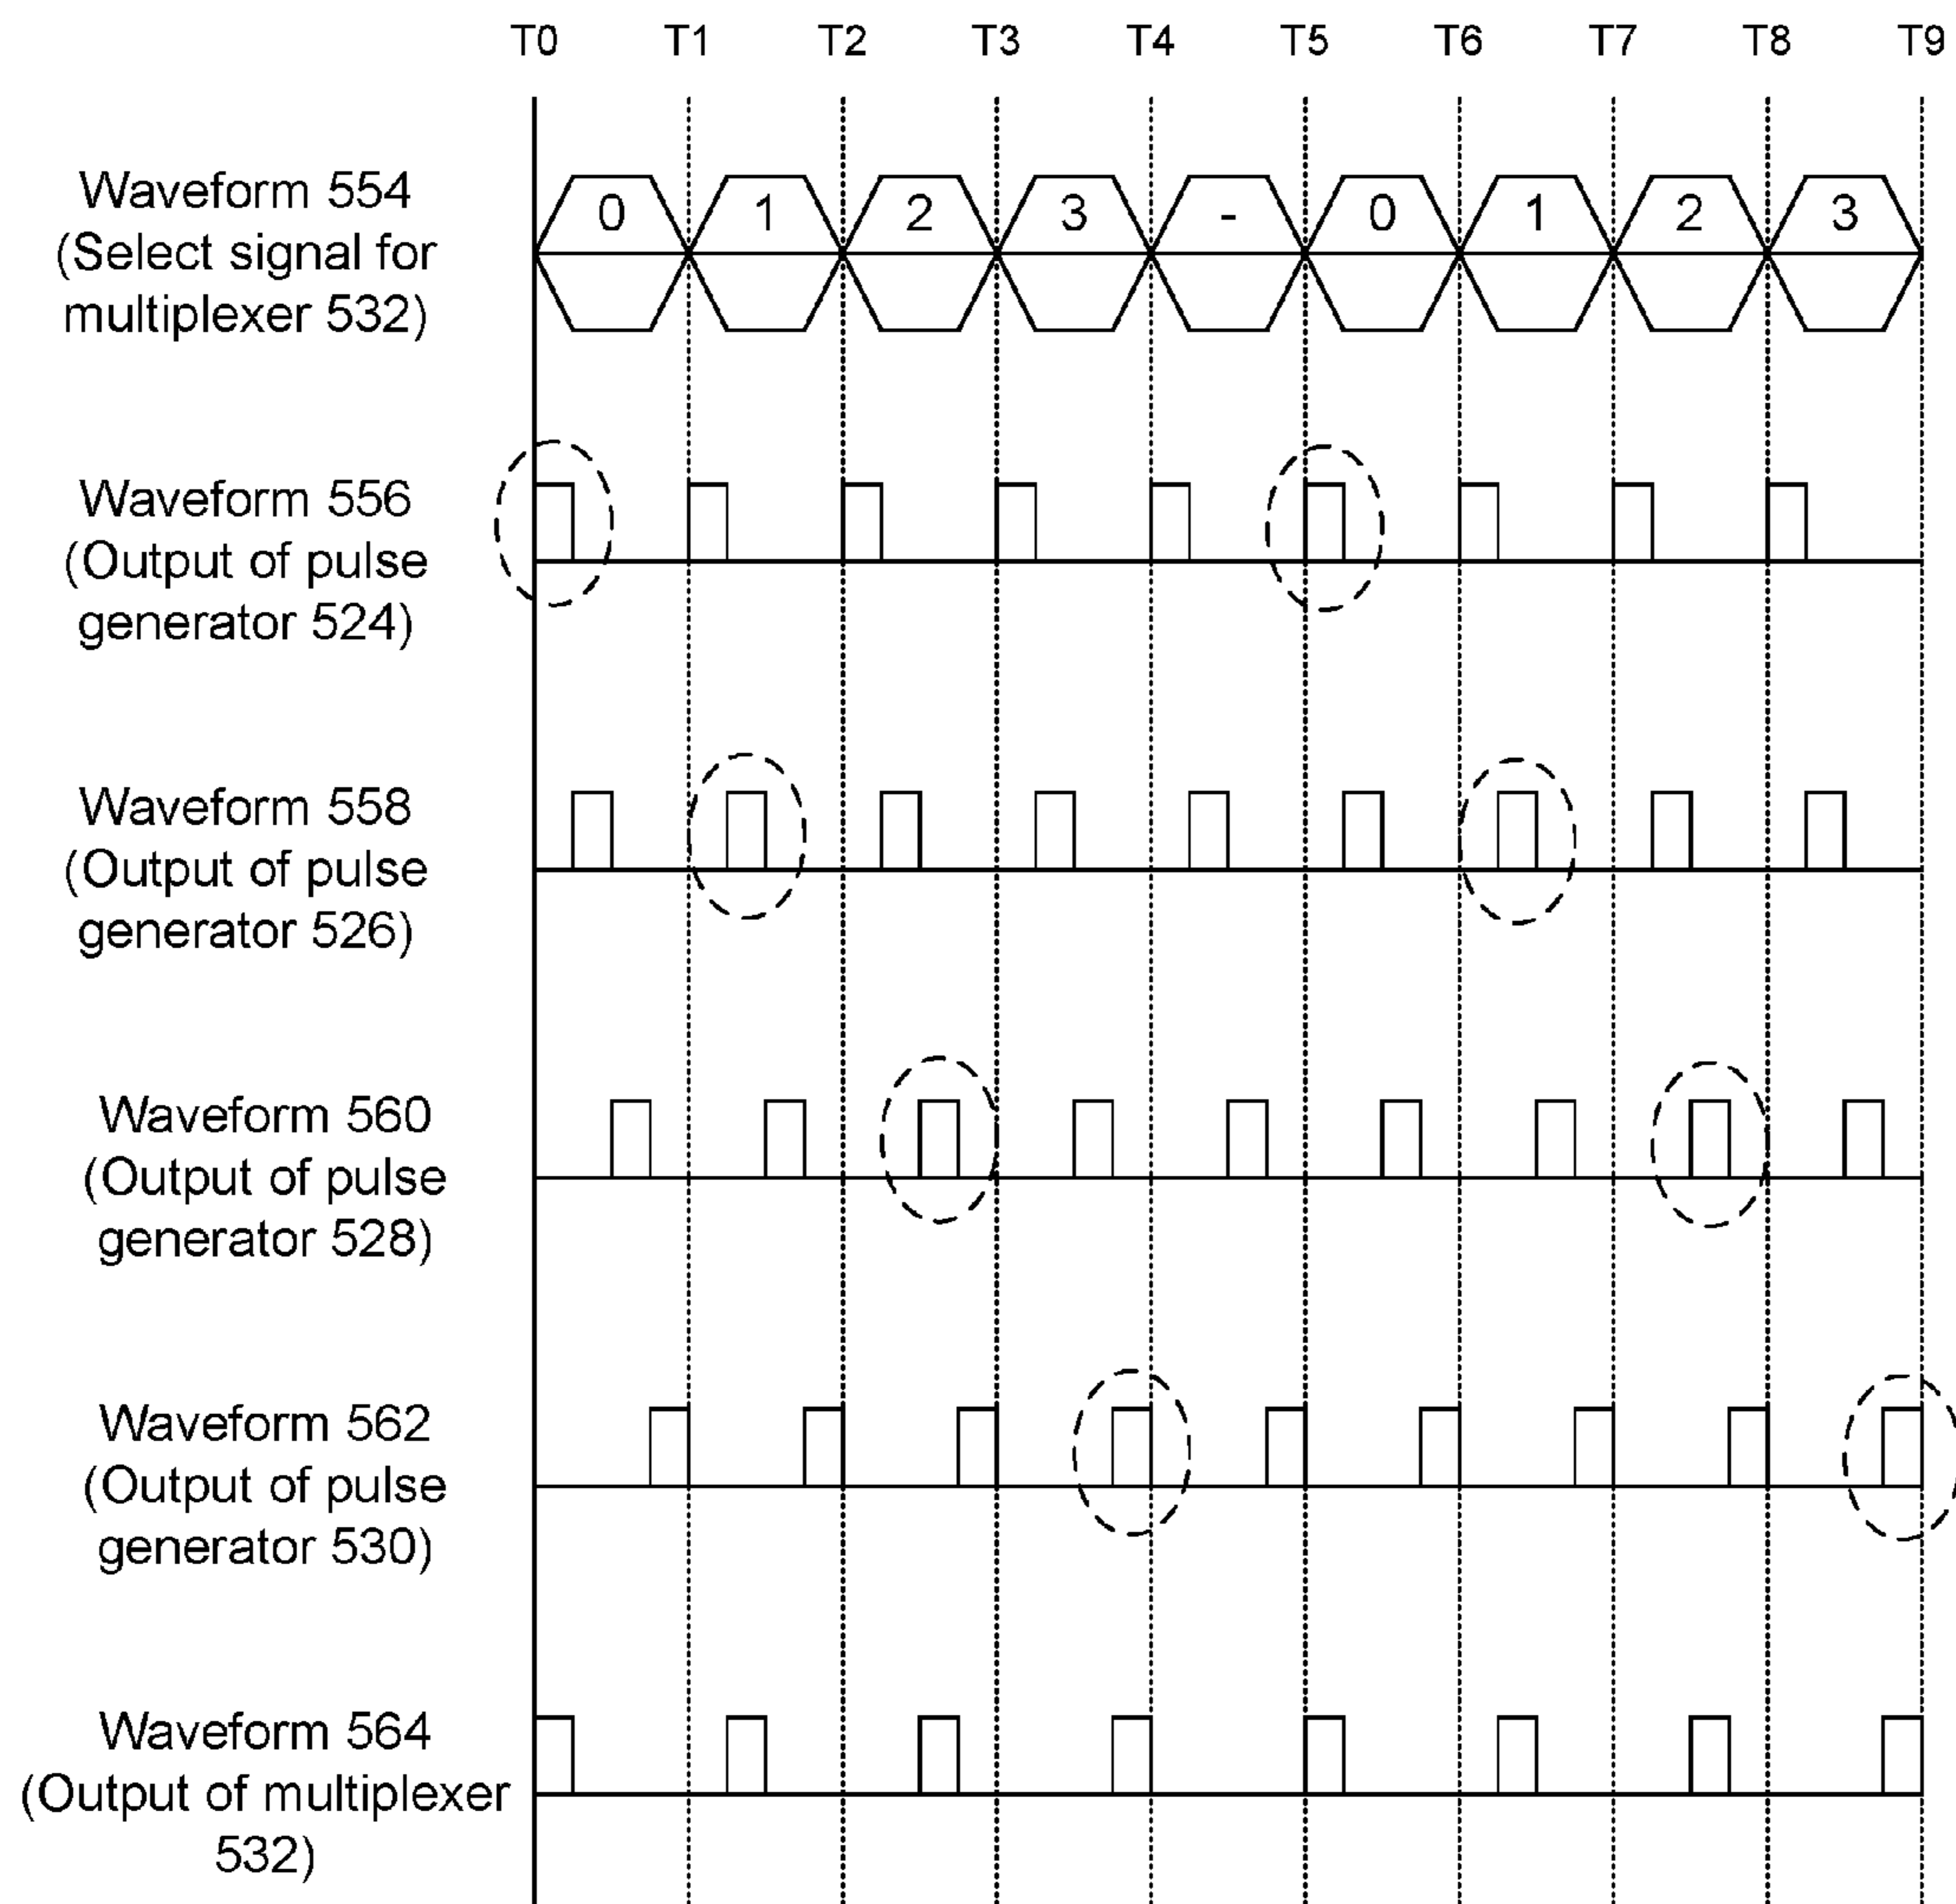 T0 T1 T2 T3 T4 T5 T6 T7 T8 T9
Waveform 554
(Select signal for
multiplexer 532)
0 1 2 3 - 0 1 2 3
Waveform 556
(Output of pulse
generator 524)
Waveform 558
(Output of pulse
generator 526)
Waveform 560
(Output of pulse
generator 528)
Waveform 562
(Output of pulse
generator 530)
Waveform 564
(Output of multiplexer
532)